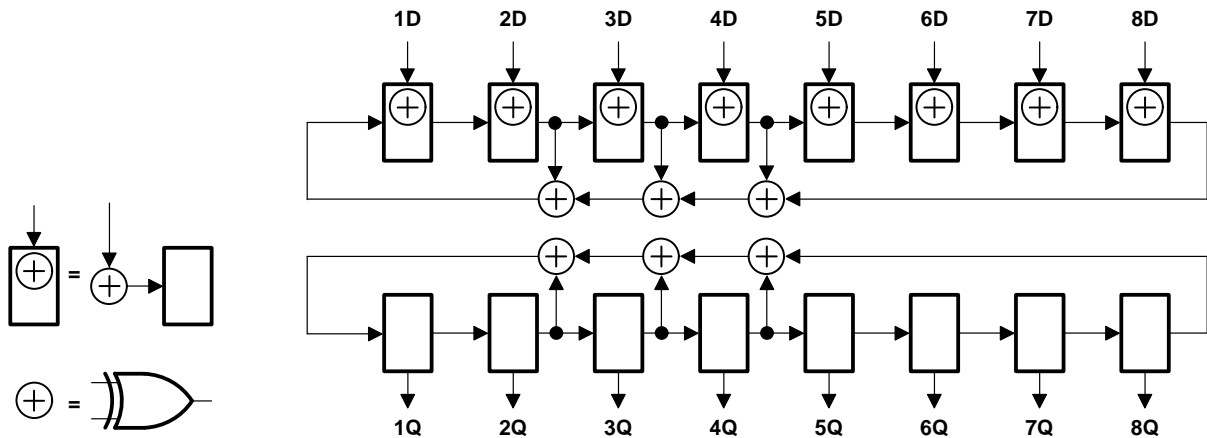 1D 2D 3D 4D 5D 6D 7D 8D
=
=
1Q 2Q 3Q 4Q 5Q 6Q 7Q 8Q